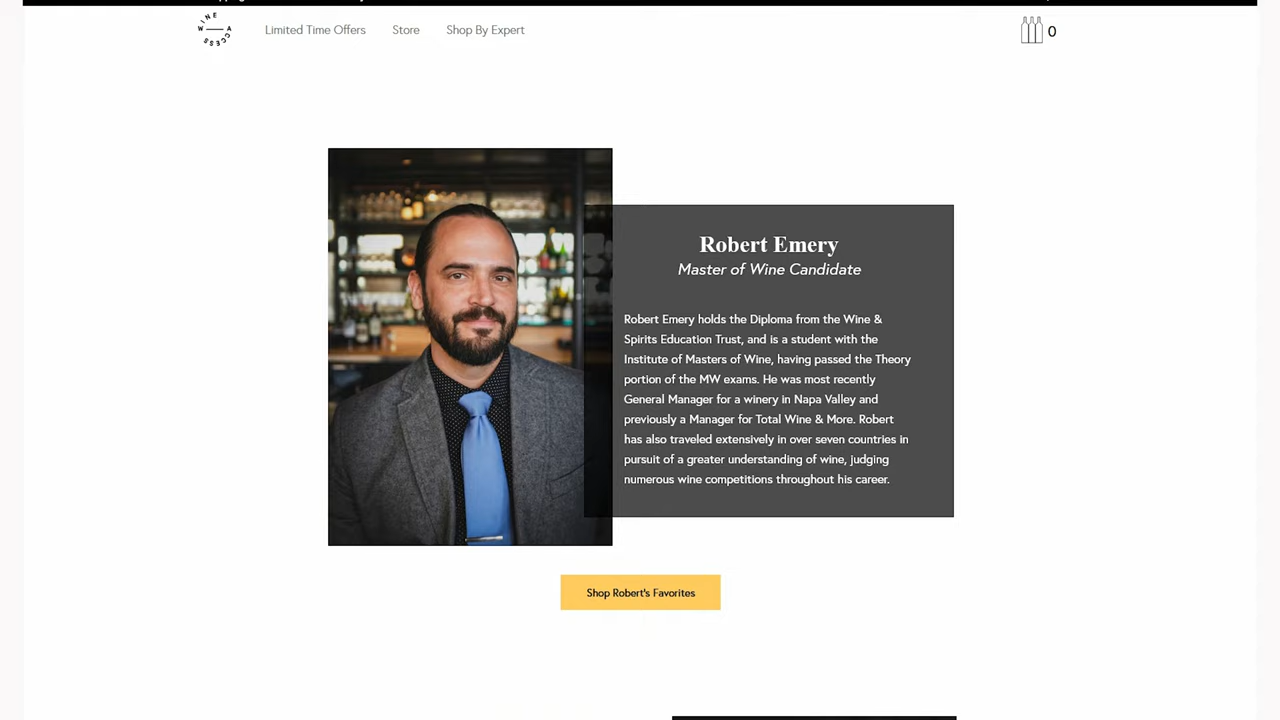 WINE ACCESS
Limited Time Offers
Store
Shop By Expert
0
Robert Emery
Master of Wine Candidate
Robert Emery holds the Diploma from the Wine &
Spirits Education Trust, and is a student with the
Institute of Masters of Wine, having passed the Theory
portion of the MW exams. He was most recently
General Manager for a winery in Napa Valley and
previously a Manager for Total Wine & More. Robert
has also traveled extensively in over seven countries in
pursuit of a greater understanding of wine, judging
numerous wine competitions throughout his career.
Shop Robert's Favorites